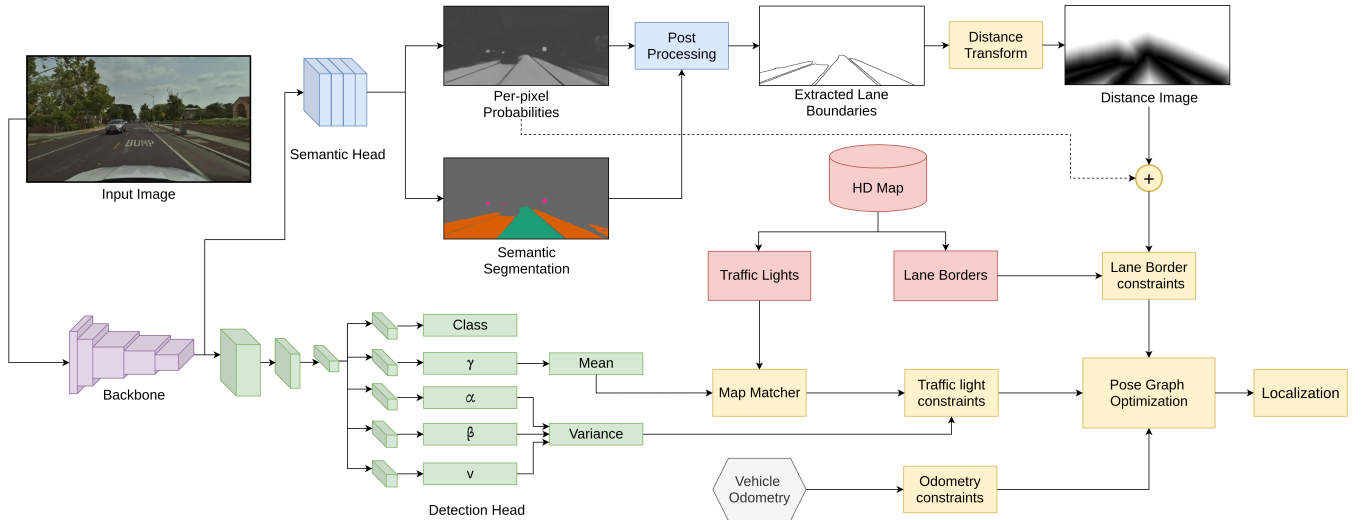 Input Image
BUMP
Semantic Head
Per-pixel
Probabilities
Post
Processing
Extracted Lane
Boundaries
Distance
Transform
Distance Image
+
Semantic
Segmentation
HD Map
Traffic Lights
Lane Borders
Lane Border
constraints
Backbone
Class
γ
α
β
v
Mean
Variance
Detection Head
Map Matcher
Traffic light
constraints
Pose Graph
Optimization
Localization
Vehicle
Odometry
Odometry
constraints